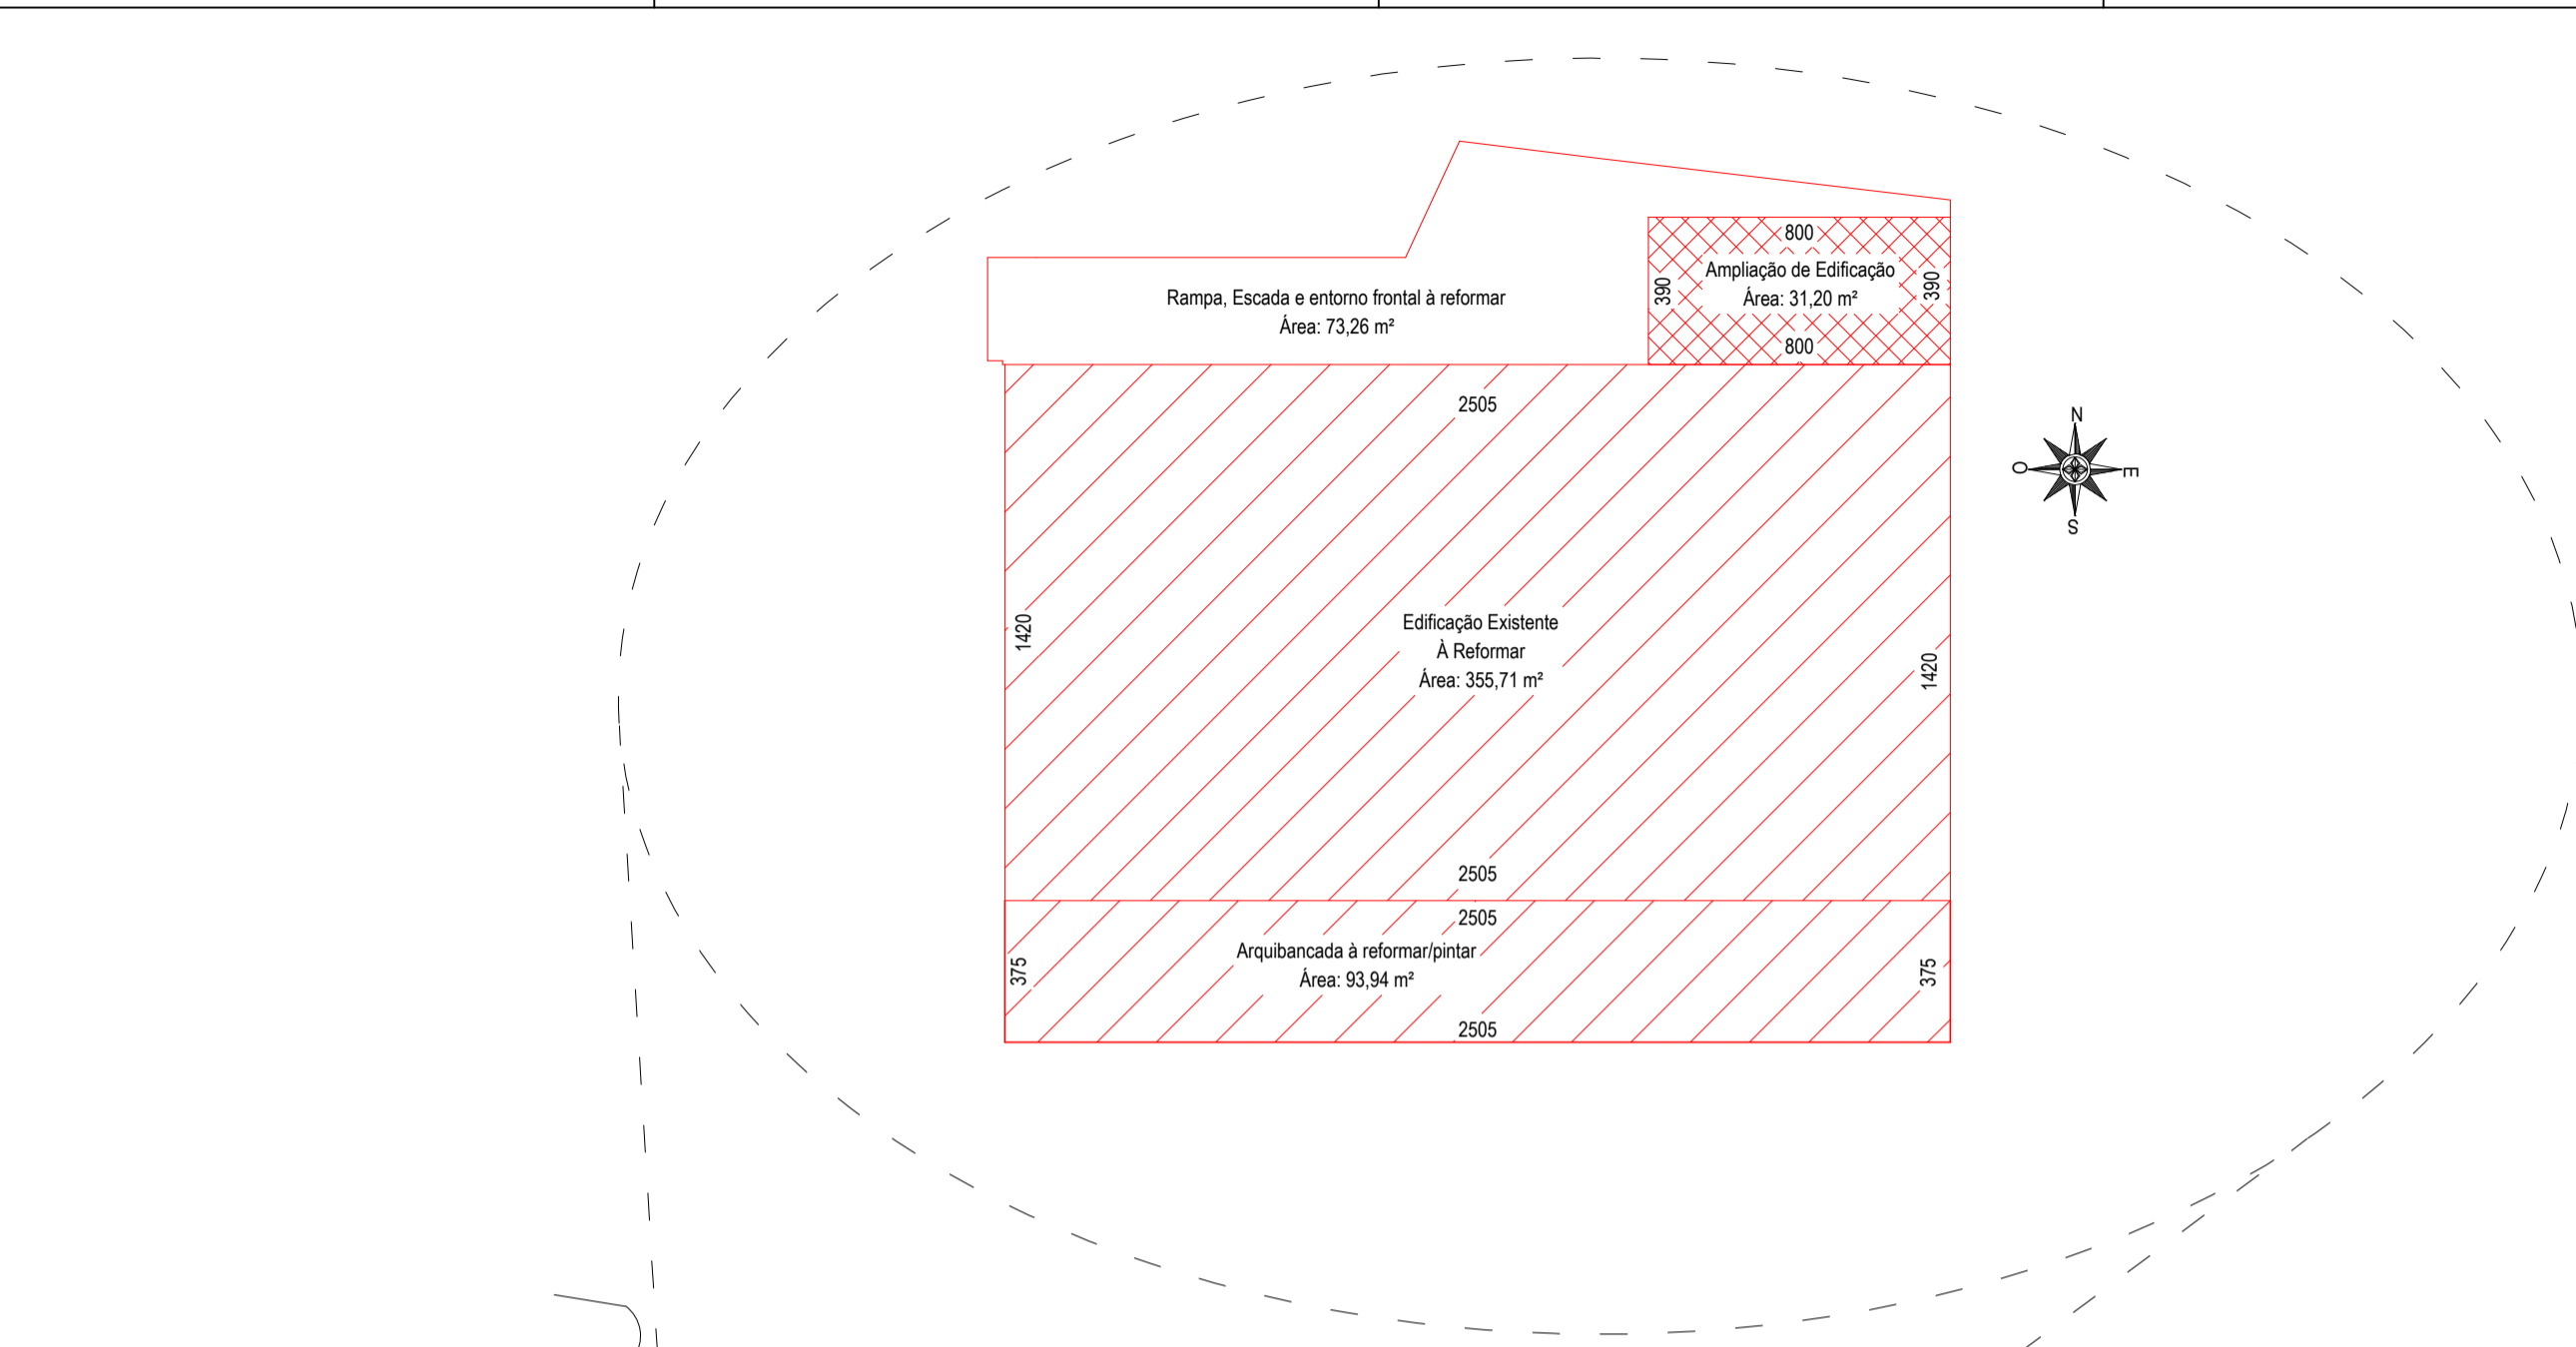 800
Ampliação de Edificação
Área: 31,20 m²
390
390
800
Rampa, Escada e entorno frontal à reformar
Área: 73,26 m²
2505
N
O
E
S
1420
Edificação Existente
À Reformar
Área: 355,71 m²
1420
2505
2505
Arquibancada à reformar/pintar
Área: 93,94 m²
375
375
2505